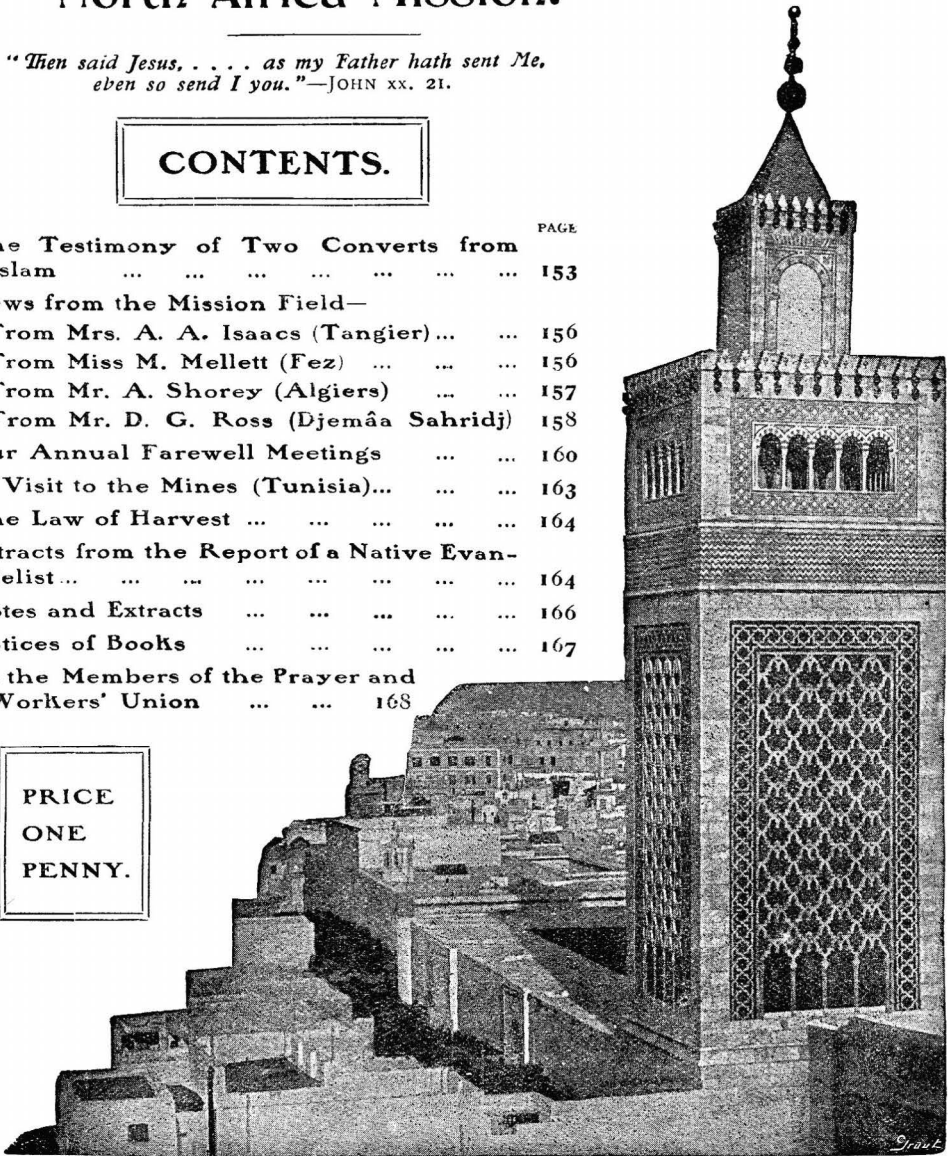 North Africa Mission.
"Then said Jesus, . . . . as my Father hath sent Me,
even so send I you."—JOHN xx. 21.
CONTENTS.
PAGE
he Testimony of Two Converts from
slam ... ... ... ... ... ... ... 153
ws from the Mission Field—
From Mrs. A. A. Isaacs (Tangier)... ... 156
From Miss M. Mellett (Fez) ... ... ... 156
From Mr. A. Shorey (Algiers) ... ... 157
From Mr. D. G. Ross (Djemâa Sahridj) 158
ur Annual Farewell Meetings ... ... 160
Visit to the Mines (Tunisia)... ... ... 163
he Law of Harvest ... ... ... ... ... 164
tracts from the Report of a Native Evan-
elist... ... ... ... ... ... ... ... 164
tes and Extracts ... ... ... ... ... 166
tices of Books ... ... ... ... ... 167
the Members of the Prayer and
Workers' Union ... ... 168
PRICE
ONE
PENNY.